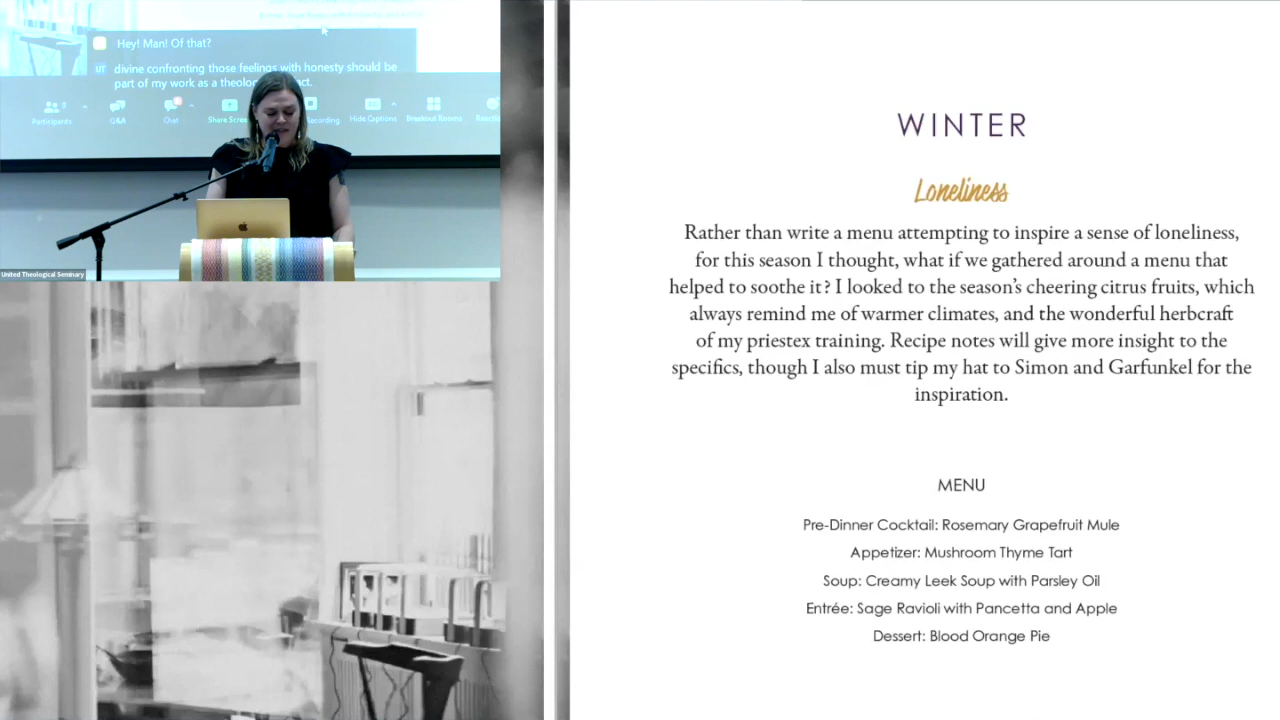 Hey! Man! Of that?
UT divine confronting those feelings with honesty should be
part of my work as a
Participants
3
Q&A
Chat
Share
Recording
Hide Captions
Breakout Rooms
United Theological Seminary
WINTER
Loneliness
Rather than write a menu attempting to inspire a sense of loneliness,
for this season I thought, what if we gathered around a menu that
helped to soothe it? I looked to the season's cheering citrus fruits, which
always remind me of warmer climates, and the wonderful herbcraft
of my priestex training. Recipe notes will give more insight to the
specifics, though I also must tip my hat to Simon and Garfunkel for the
inspiration.
MENU
Pre-Dinner Cocktail: Rosemary Grapefruit Mule
Appetizer: Mushroom Thyme Tart
Soup: Creamy Leek Soup with Parsley Oil
Entrée: Sage Ravioli with Pancetta and Apple
Dessert: Blood Orange Pie